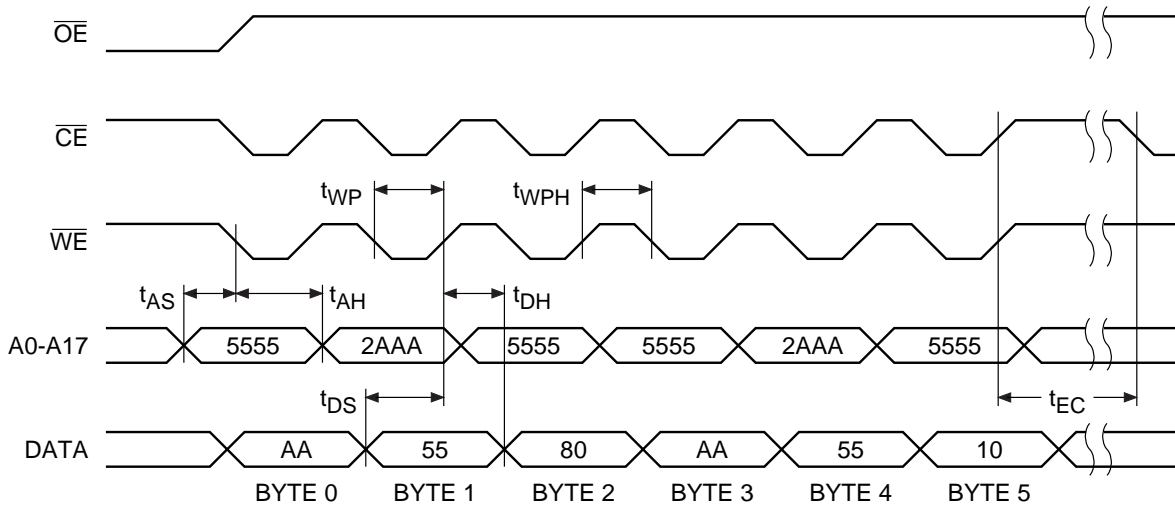 OE
CE
tWP tWPH
WE
tAS tAH tDH
A0-A17 5555 2AAA 5555 5555 2AAA 5555
tDS tEC
DATA AA 55 80 AA 55 10
BYTE 0 BYTE 1 BYTE 2 BYTE 3 BYTE 4 BYTE 5